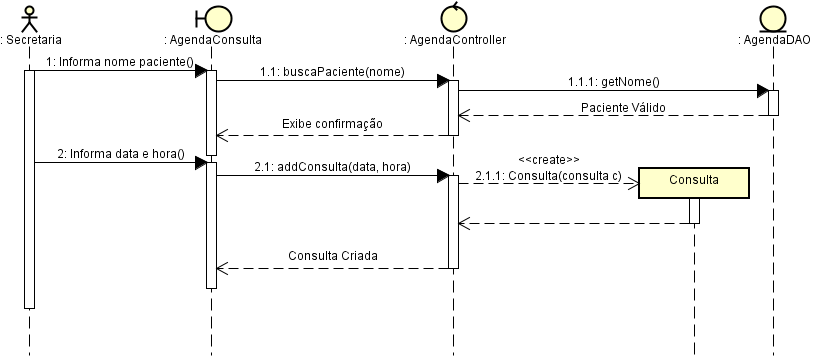 : Secretaria
: AgendaConsulta
: AgendaController
: AgendaDAO
1: Informa nome paciente()
1.1: buscaPaciente(nome)
1.1.1: getNome()
Paciente Válido
Exibe confirmação
2: Informa data e hora()
2.1: addConsulta(data, hora)
<<create>>
2.1.1: Consulta(consulta c)
Consulta
Consulta Criada